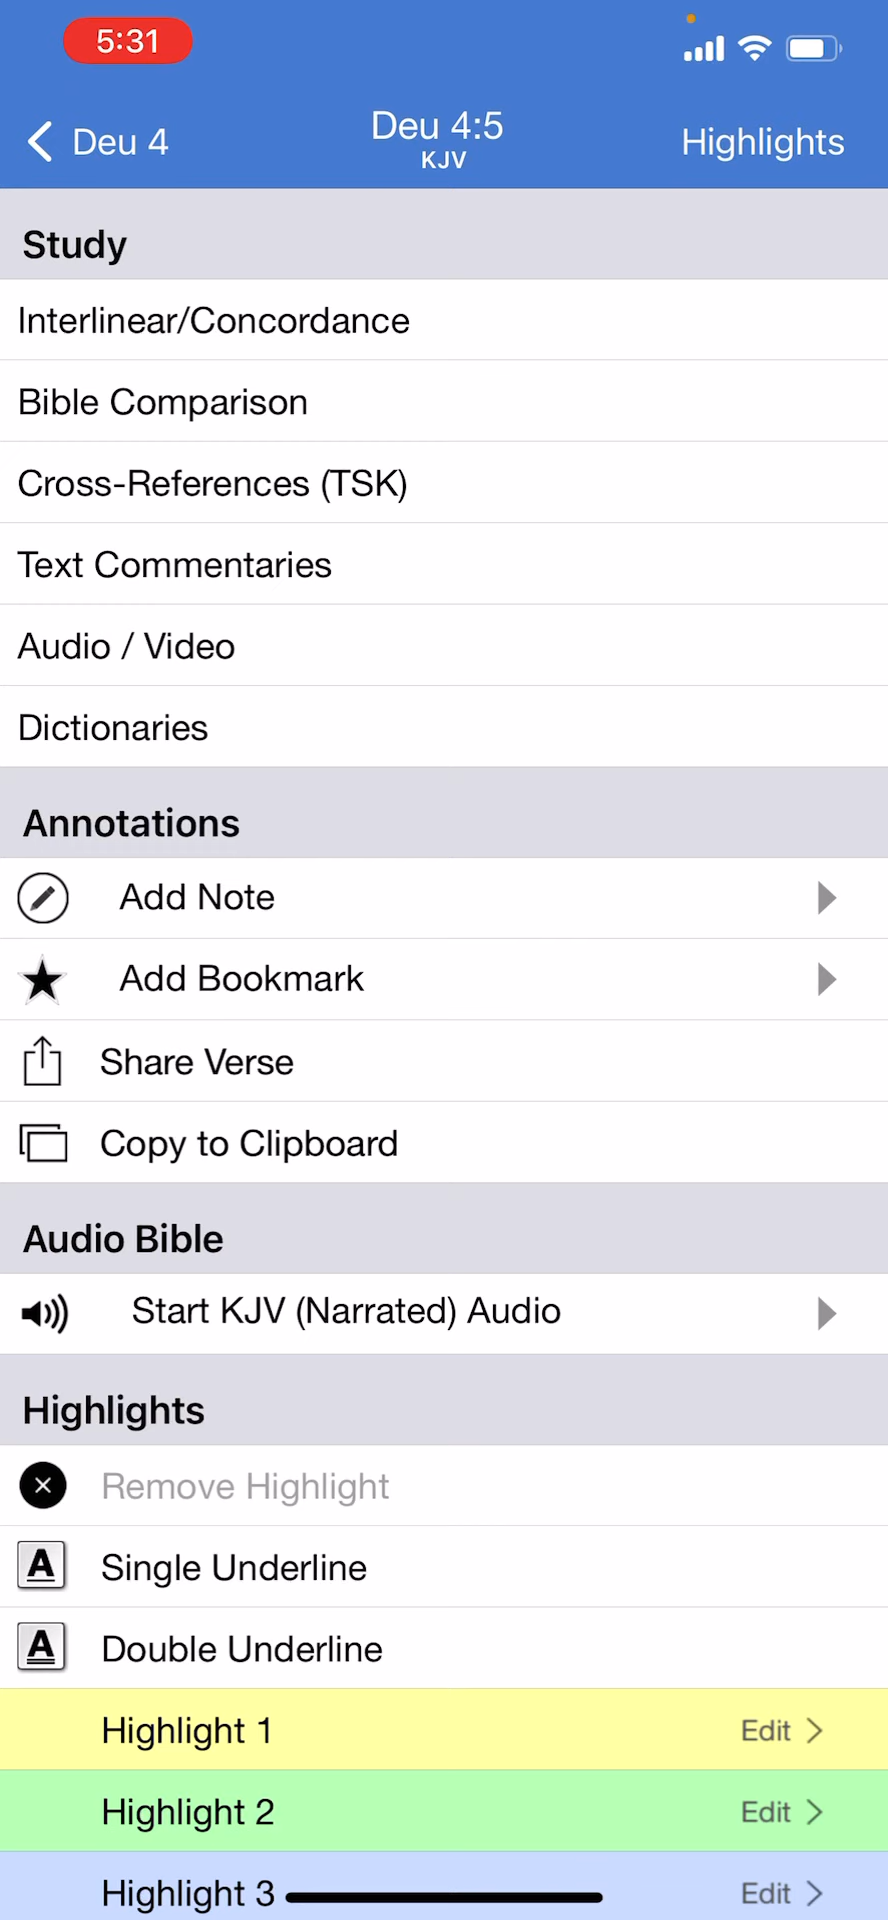 5:31
Deu 4
Deu 4:5
KJV
Highlights
Study
Interlinear/Concordance
Bible Comparison
Cross-References (TSK)
Text Commentaries
Audio / Video
Dictionaries
Annotations
Add Note
Add Bookmark
Share Verse
Copy to Clipboard
Audio Bible
Start KJV (Narrated) Audio
Highlights
Remove Highlight
A Single Underline
A Double Underline
Highlight 1 Edit
Highlight 2 Edit
Highlight 3 Edit